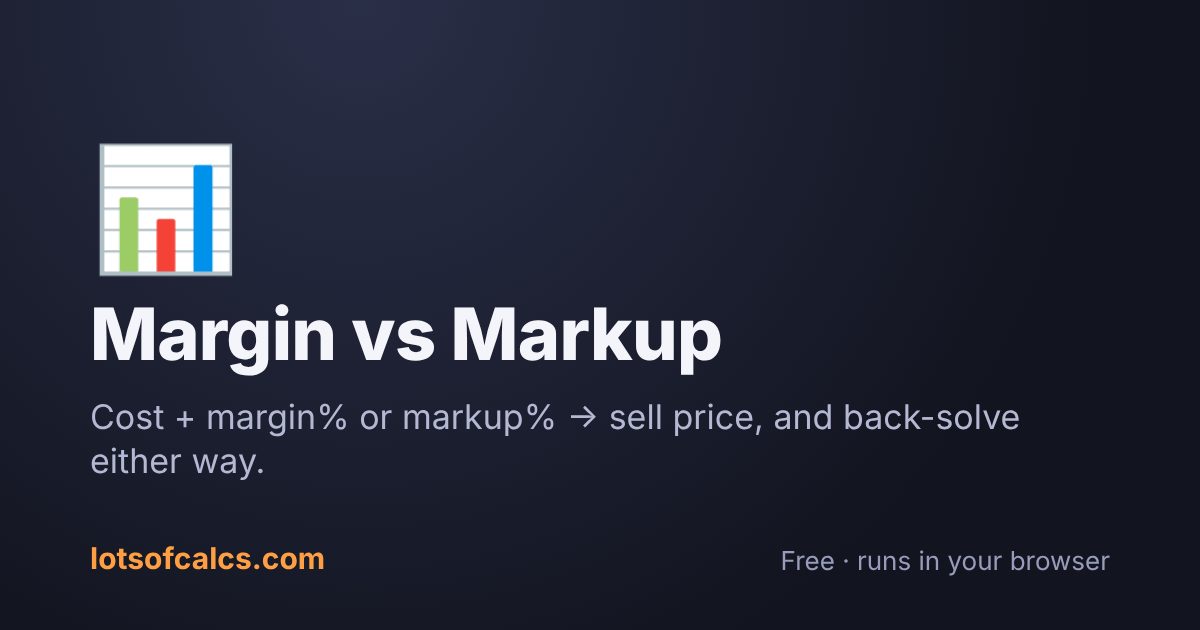 Margin vs Markup
Cost + margin% or markup% → sell price, and back-solve
either way.
lotsofcalcs.com
Free · runs in your browser